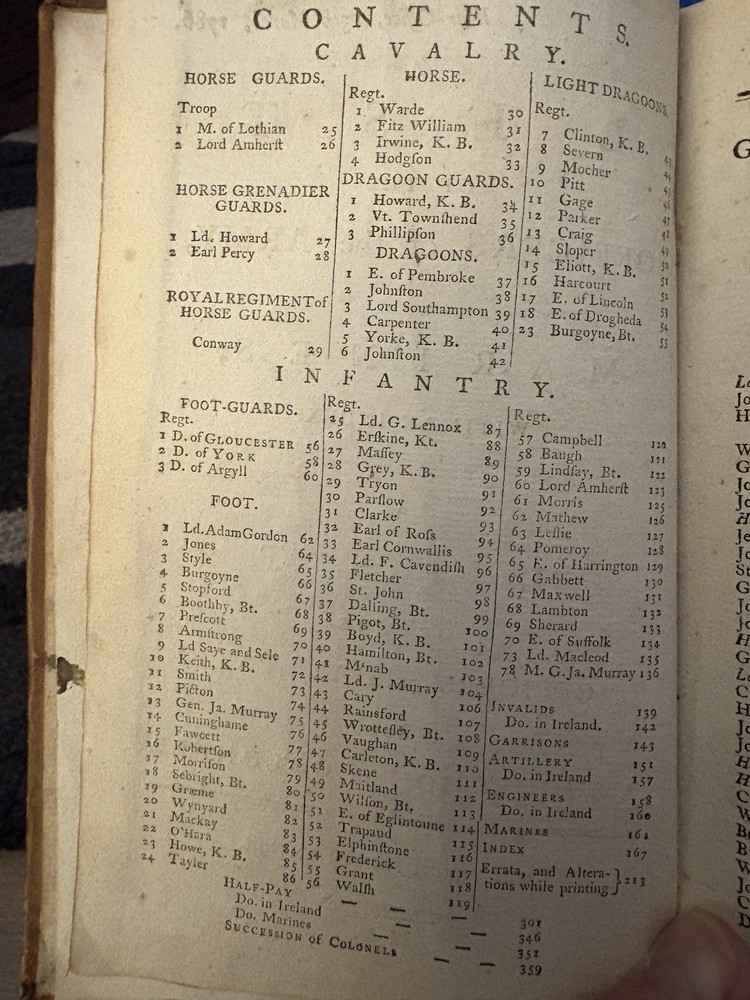 CONTENTS.
CAVALRY.
HORSE GUARDS.
Troop
1 M. of Lothian 25
2 Lord Amherſt 26
HORSE GRENADIER
GUARDS.
1 Ld. Howard 27
2 Earl Percy 28
ROYAL REGIMENT of
HORSE GUARDS.
Conway 29
HORSE.
Regt.
1 Warde 30
2 Fitz William 31
3 Irwine, K. B. 32
4 Hodgſon 33
DRAGOON GUARDS.
1 Howard, K. B. 34
2 Vt. Townſhend 35
3 Phillipſon 36
DRAGOONS.
1 E. of Pembroke 37
2 Johnſton 38
3 Lord Southampton 39
4 Carpenter 40
5 Yorke, K. B. 41
6 Johnſton 42
LIGHT DRAGOONS.
Regt.
7 Clinton, K. B. 43
8 Severn 44
9 Mocher 45
10 Pitt 46
11 Gage 47
12 Parker 48
13 Craig 49
14 Sloper 50
15 Eliott, K. B. 51
16 Harcourt 52
17 E. of Lincoln 53
18 E. of Drogheda 54
23 Burgoyne, Bt. 55
INFANTRY.
FOOT-GUARDS.
Regt.
1 D. of GLOUCESTER 56
2 D. of YORK 58
3 D. of Argyll 60
FOOT.
1 Ld. Adam Gordon 62
2 Jones 64
3 Style 65
4 Burgoyne 66
5 Stopford 67
6 Boothby, Bt. 68
7 Preſcott 69
8 Armſtrong 70
9 Ld Saye and Sele 71
10 Keith, K. B. 72
11 Smith 73
12 Picton 74
13 Gen. Ja. Murray 75
14 Cuninghame 76
15 Fawcett 77
16 Robertſon 78
17 Morriſon 79
18 Sebright, Bt. 80
19 Græme 81
20 Wynyard 82
21 Mackay 83
22 O'Hara 84
23 Howe, K. B. 85
24 Tayler 86
Regt.
25 Ld. G. Lennox 87
26 Erſkine, Kt. 88
27 Maſſey 89
28 Grey, K. B. 90
29 Tryon 91
30 Parſlow 92
31 Clarke 93
32 Earl of Roſs 94
33 Earl Cornwallis 95
34 Ld. F. Cavendiſh 96
35 Fletcher 97
36 St. John 98
37 Dalling, Bt. 99
38 Pigot, Bt. 100
39 Boyd, K. B. 101
40 Hamilton, Bt. 102
41 M'nab 103
42 Ld. J. Murray 104
43 Cary 106
44 Rainsford 107
45 Wrotteſley, Bt. 108
46 Vaughan 109
47 Carleton, K. B. 110
48 Skene 111
49 Maitland 112
50 Wilſon, Bt. 113
51 E. of Eglintoune 114
52 Trapaud 115
53 Elphinſtone 116
54 Frederick 117
55 Grant 118
56 Walſh 119
Regt.
57 Campbell 120
58 Baugh 121
59 Lindſay, Bt. 122
60 Lord Amherſt 123
61 Morris 125
62 Mathew 126
63 Leſlie 127
64 Pomeroy 128
65 E. of Harrington 129
66 Gabbett 130
67 Maxwell 131
68 Lambton 132
69 Sherard 133
70 E. of Suffolk 134
73 Ld. Macleod 135
78 M. G. Ja. Murray 136
INVALIDS 139
Do. in Ireland. 142
GARRISONS 143
ARTILLERY 151
Do. in Ireland 157
ENGINEERS 158
Do. in Ireland 160
MARINES 161
INDEX 167
Errata, and Altera-
tions while printing } 213
HALF-PAY — — — 301
Do. in Ireland — — 346
Do. Marines — — 351
SUCCESSION of COLONELS — — 359